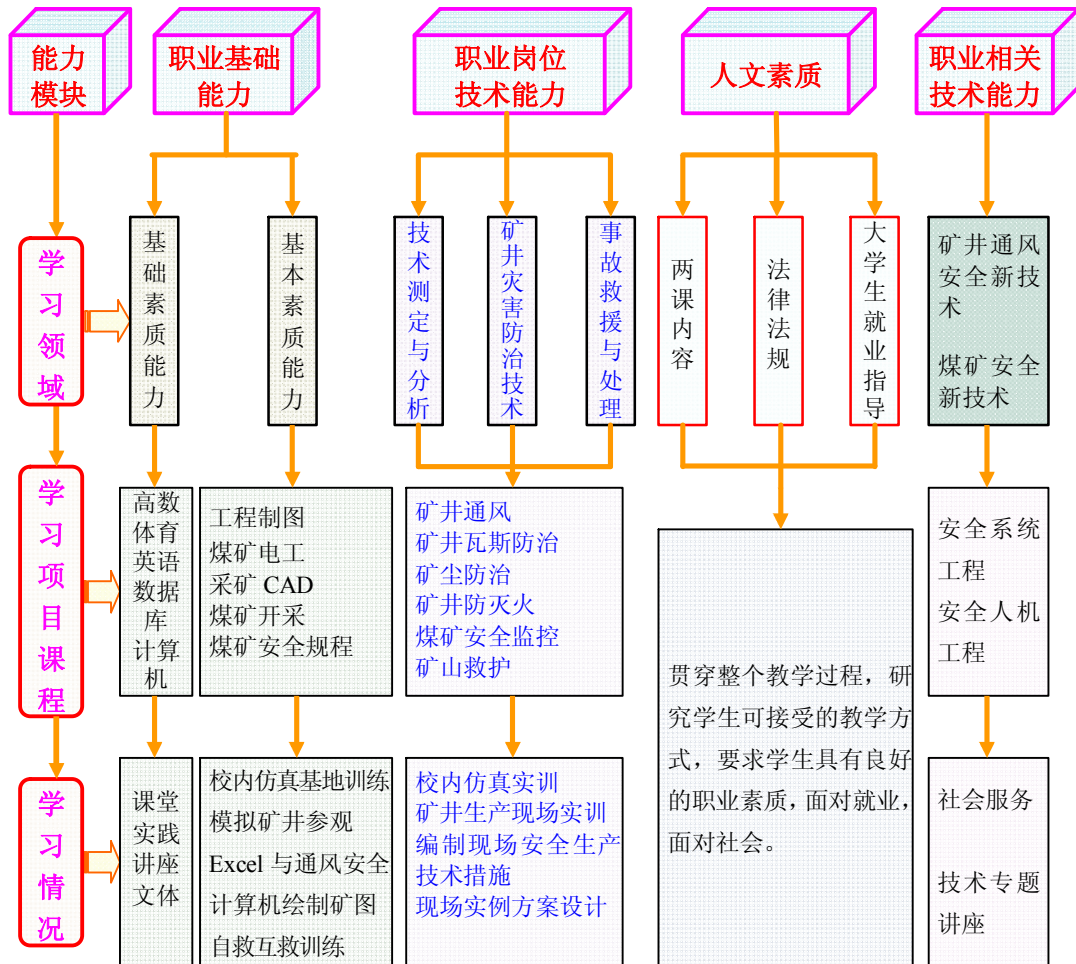 能力
模块
职业基础
能力
职业岗位
技术能力
人文素质
职业相关
技术能力
学习领域
基础素质能力
基本素质能力
技术测定与分析
矿井灾害防治技术
事故救援与处理
两课内容
法律法规
大学生就业指导
矿井通风
安全新技
术
煤矿安全
新技术
学习项目课程
高数
体育
英语
数据
库
计算
机
工程制图
煤矿电工
采矿 CAD
煤矿开采
煤矿安全规程
矿井通风
矿井瓦斯防治
矿尘防治
矿井防灭火
煤矿安全监控
矿山救护
贯穿整个教学过程，研
究学生可接受的教学方
式，要求学生具有良好
的职业素质，面对就业，
面对社会。
安全系统
工程
安全人机
工程
学习情况
课堂
实践
讲座
文体
校内仿真基地训练
模拟矿井参观
Excel 与通风安全
计算机绘制矿图
自救互救训练
校内仿真实训
矿井生产现场实训
编制现场安全生产
技术措施
现场实例方案设计
社会服务
技术专题
讲座